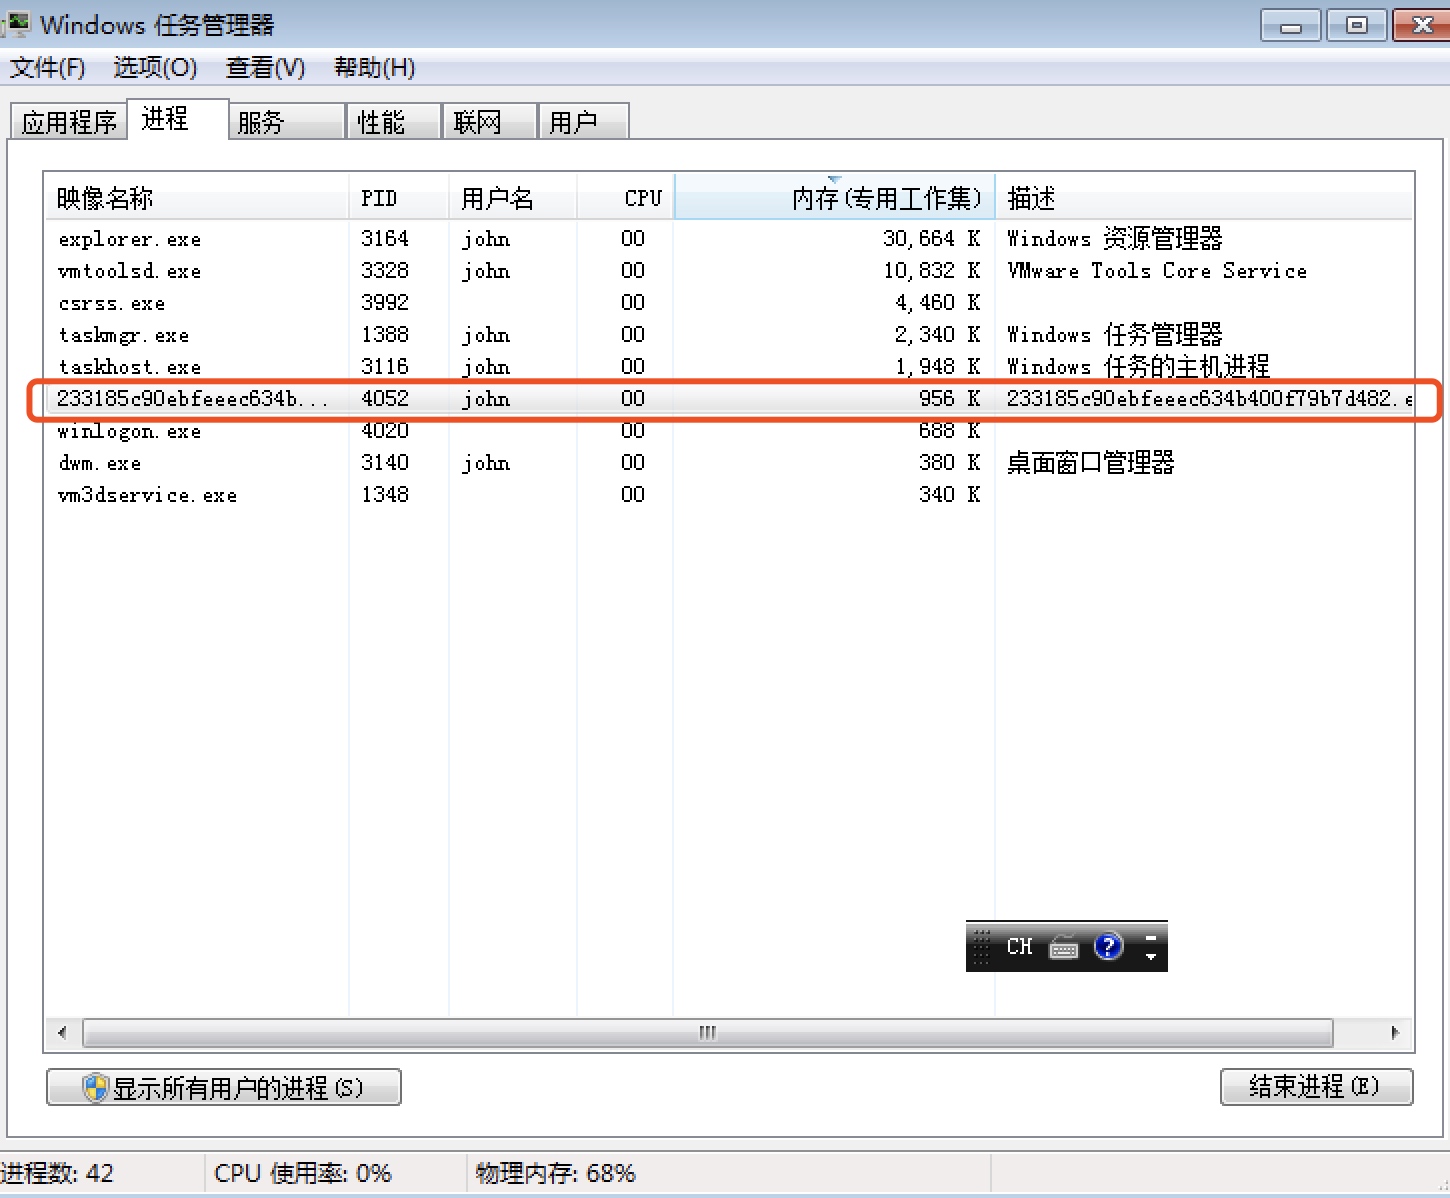 Windows 任务管理器
文件(F) 选项(O) 查看(V) 帮助(H)
应用程序 进程 服务 性能 联网 用户
映像名称 PID 用户名 CPU 内存(专用工作集) 描述
explorer.exe 3164 john 00 30,664 K Windows 资源管理器
vmtoolsd.exe 3328 john 00 10,832 K VMware Tools Core Service
csrss.exe 3992 00 4,460 K
taskmgr.exe 1388 john 00 2,340 K Windows 任务管理器
taskhost.exe 3116 john 00 1,948 K Windows 任务的主机进程
233185c90ebfeeec634b... 4052 john 00 956 K 233185c90ebfeeec634b400f79b7d482.e
winlogon.exe 4020 00 688 K
dwm.exe 3140 john 00 380 K 桌面窗口管理器
vm3dservice.exe 1348 00 340 K
CH
显示所有用户的进程(S) 结束进程(E)
进程数: 42 CPU 使用率: 0% 物理内存: 68%